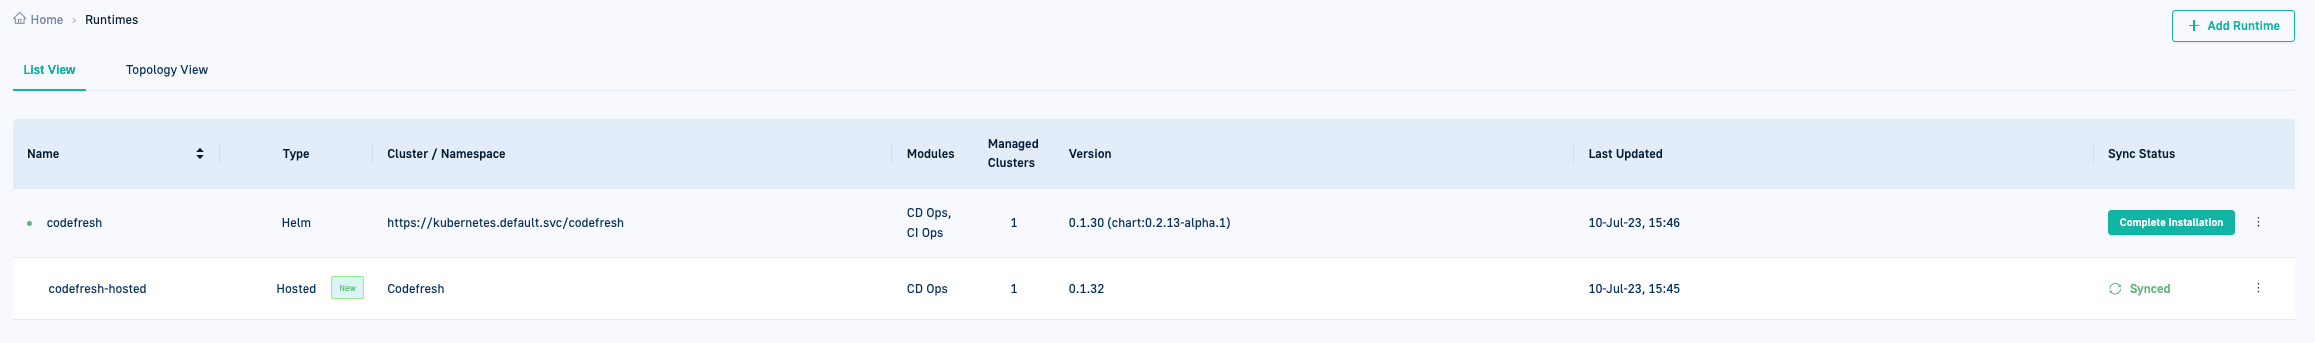 Home > Runtimes
+ Add Runtime
List View
Topology View
Name
Type
Cluster / Namespace
Modules
Managed
Clusters
Version
Last Updated
Sync Status
codefresh
Helm
https://kubernetes.default.svc/codefresh
CD Ops,
CI Ops
1
0.1.30 (chart:0.2.13-alpha.1)
10-Jul-23, 15:46
Complete Installation
codefresh-hosted
Hosted
New
Codefresh
CD Ops
1
0.1.32
10-Jul-23, 15:45
Synced